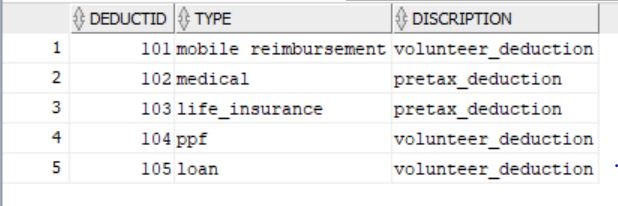 DEDUCTID TYPE DISCRIPTION
1 101 mobile reimbursement volunteer_deduction
2 102 medical pretax_deduction
3 103 life_insurance pretax_deduction
4 104 ppf volunteer_deduction
5 105 loan volunteer_deduction